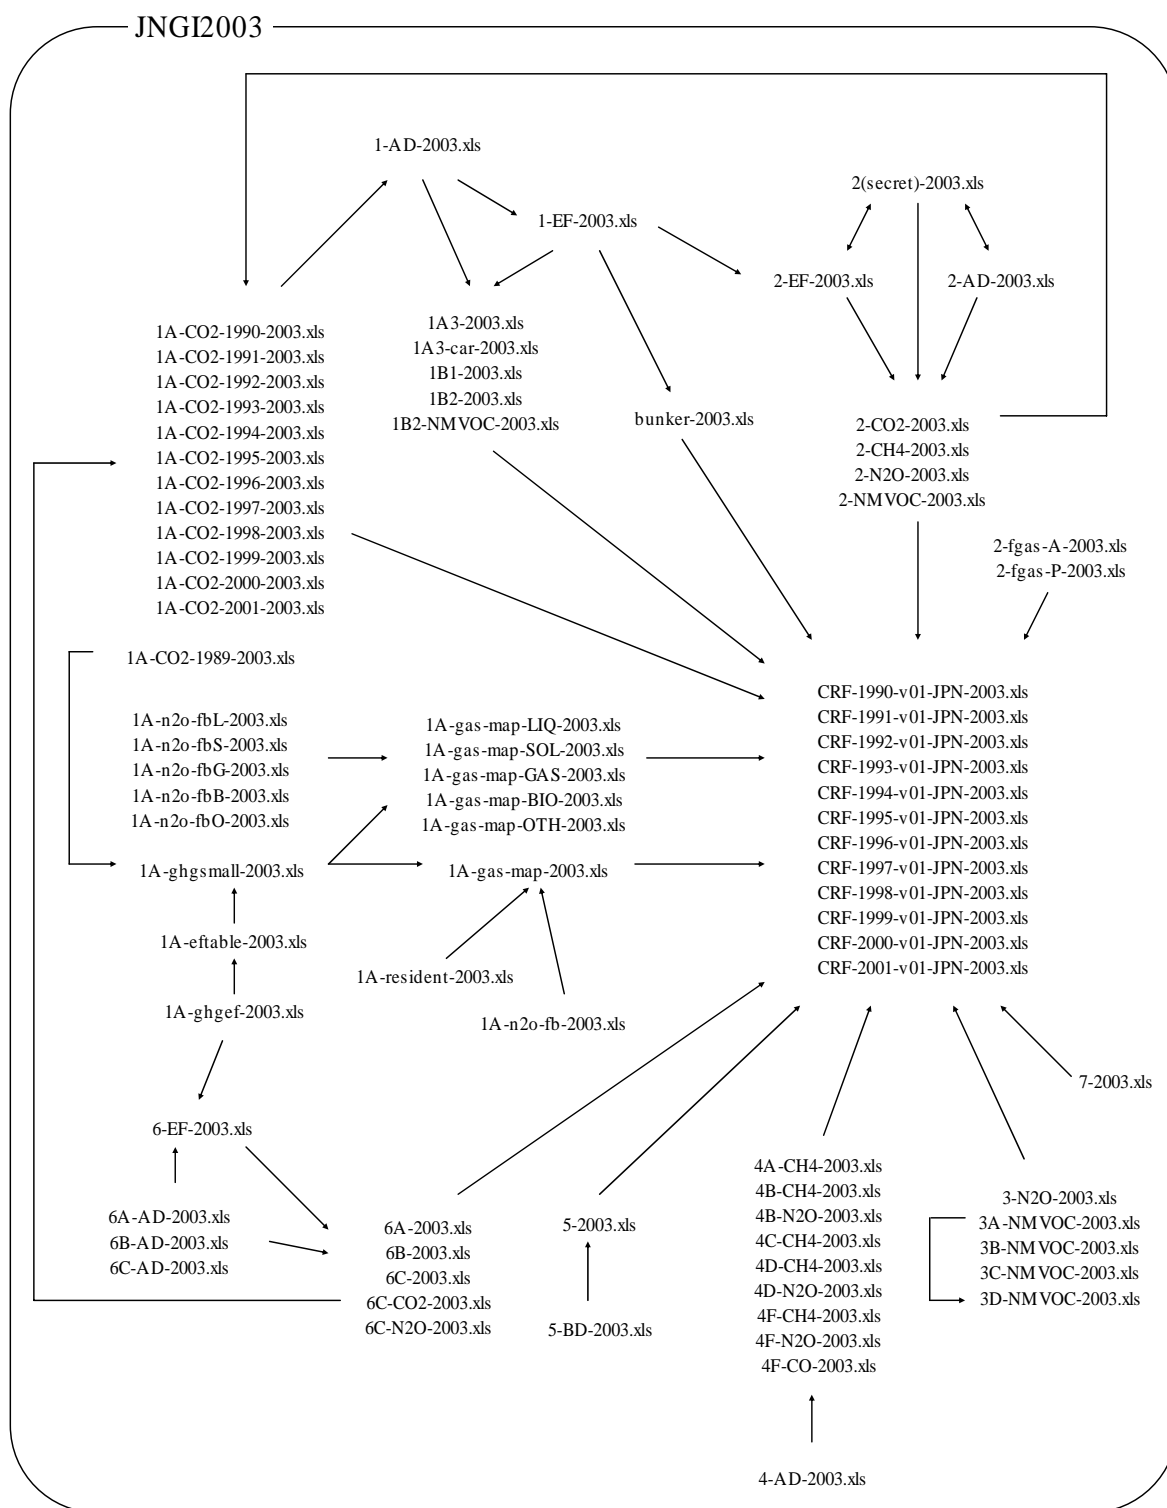 JNGI2003
1-AD-2003.xls
2(secret)-2003.xls
1-EF-2003.xls
2-EF-2003.xls
2-AD-2003.xls
1A-CO2-1990-2003.xls
1A-CO2-1991-2003.xls
1A-CO2-1992-2003.xls
1A-CO2-1993-2003.xls
1A-CO2-1994-2003.xls
1A-CO2-1995-2003.xls
1A-CO2-1996-2003.xls
1A-CO2-1997-2003.xls
1A-CO2-1998-2003.xls
1A-CO2-1999-2003.xls
1A-CO2-2000-2003.xls
1A-CO2-2001-2003.xls
1A3-2003.xls
1A3-car-2003.xls
1B1-2003.xls
1B2-2003.xls
1B2-NMVOC-2003.xls
bunker-2003.xls
2-CO2-2003.xls
2-CH4-2003.xls
2-N2O-2003.xls
2-NMVOC-2003.xls
2-fgas-A-2003.xls
2-fgas-P-2003.xls
1A-CO2-1989-2003.xls
1A-n2o-fbL-2003.xls
1A-n2o-fbS-2003.xls
1A-n2o-fbG-2003.xls
1A-n2o-fbB-2003.xls
1A-n2o-fbO-2003.xls
1A-gas-map-LIQ-2003.xls
1A-gas-map-SOL-2003.xls
1A-gas-map-GAS-2003.xls
1A-gas-map-BIO-2003.xls
1A-gas-map-OTH-2003.xls
CRF-1990-v01-JPN-2003.xls
CRF-1991-v01-JPN-2003.xls
CRF-1992-v01-JPN-2003.xls
CRF-1993-v01-JPN-2003.xls
CRF-1994-v01-JPN-2003.xls
CRF-1995-v01-JPN-2003.xls
CRF-1996-v01-JPN-2003.xls
CRF-1997-v01-JPN-2003.xls
CRF-1998-v01-JPN-2003.xls
CRF-1999-v01-JPN-2003.xls
CRF-2000-v01-JPN-2003.xls
CRF-2001-v01-JPN-2003.xls
1A-ghgsmall-2003.xls
1A-gas-map-2003.xls
1A-eftable-2003.xls
1A-resident-2003.xls
1A-ghgef-2003.xls
1A-n2o-fb-2003.xls
7-2003.xls
6-EF-2003.xls
6A-AD-2003.xls
6B-AD-2003.xls
6C-AD-2003.xls
6A-2003.xls
6B-2003.xls
6C-2003.xls
6C-CO2-2003.xls
6C-N2O-2003.xls
5-2003.xls
5-BD-2003.xls
4A-CH4-2003.xls
4B-CH4-2003.xls
4B-N2O-2003.xls
4C-CH4-2003.xls
4D-CH4-2003.xls
4D-N2O-2003.xls
4F-CH4-2003.xls
4F-N2O-2003.xls
4F-CO-2003.xls
3-N2O-2003.xls
3A-NMVOC-2003.xls
3B-NMVOC-2003.xls
3C-NMVOC-2003.xls
3D-NMVOC-2003.xls
4-AD-2003.xls